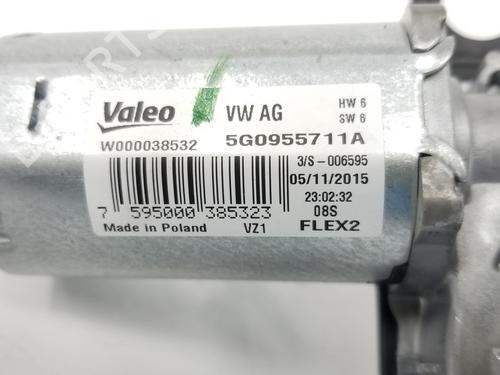 Valeo VW AG HW 6
SW 6
W000038532 5G0955711A
3/S-006595
05/11/2015
23:02:32
7 595000 385323 08S
Made in Poland VZ1 FLEX2